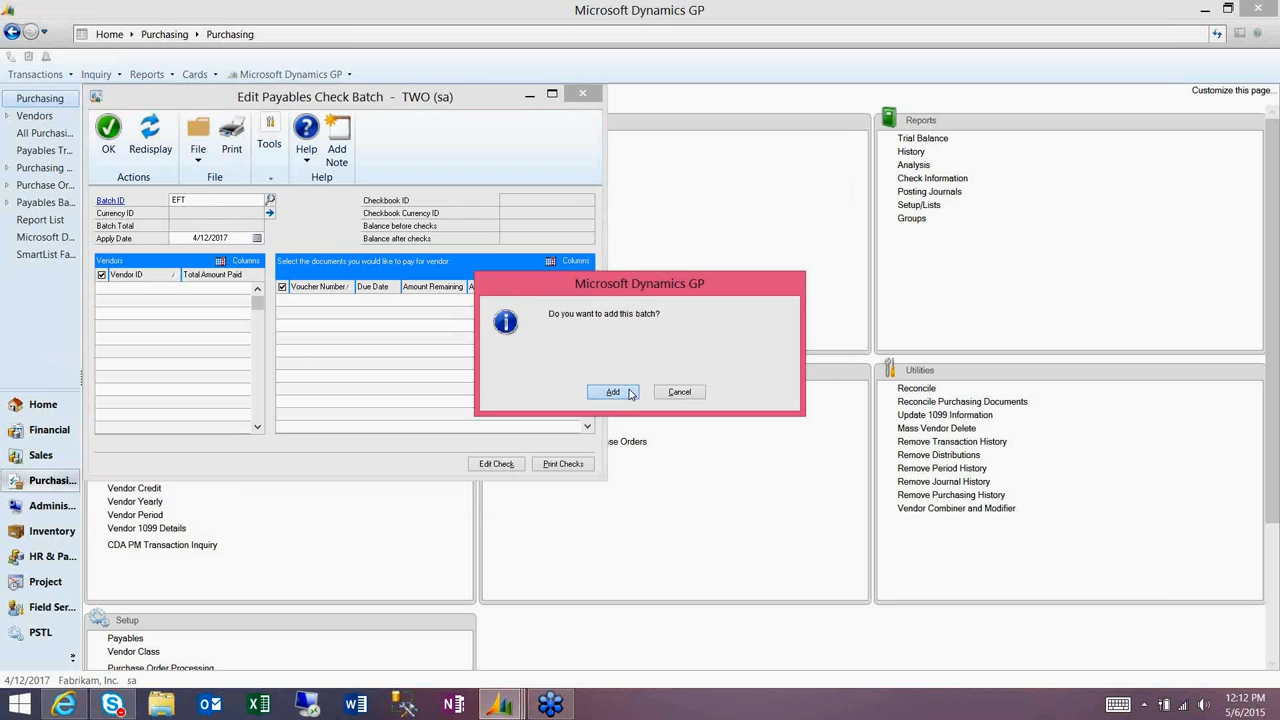 Microsoft Dynamics GP
Home
Purchasing
Purchasing
Transactions
Inquiry
Reports
Cards
Microsoft Dynamics GP
Customize this page...
Purchasing
Vendors
All Purchasi...
Payables Tr...
Purchasing ...
Purchase Or...
Payables Ba...
Report List
Microsoft D...
SmartList Fa...
Edit Payables Check Batch - TWO (sa)
OK
Redisplay
File
Print
Tools
Help
Add Note
Actions
File
Help
Batch ID
EFT
Checkbook ID
Currency ID
Checkbook Currency ID
Batch Total
Balance before checks
Apply Date
4/12/2017
Balance after checks
Vendors
Columns
Select the documents you would like to pay for vendor:
Columns
Vendor ID
Total Amount Paid
Voucher Number
Due Date
Amount Remaining
Edit Check
Print Checks
Microsoft Dynamics GP
Do you want to add this batch?
Add
Cancel
Reports
Trial Balance
History
Analysis
Check Information
Posting Journals
Setup/Lists
Groups
Utilities
Reconcile
Reconcile Purchasing Documents
Update 1099 Information
Mass Vendor Delete
Remove Transaction History
Remove Distributions
Remove Period History
Remove Journal History
Remove Purchasing History
Vendor Combiner and Modifier
se Orders
Vendor Credit
Vendor Yearly
Vendor Period
Vendor 1099 Details
CDA PM Transaction Inquiry
Setup
Payables
Vendor Class
Purchase Order Processing
Home
Financial
Sales
Purchasi...
Adminis...
Inventory
HR & Pa...
Project
Field Ser...
PSTL
4/12/2017
Fabrikam, Inc.
sa
12:12 PM
5/6/2015